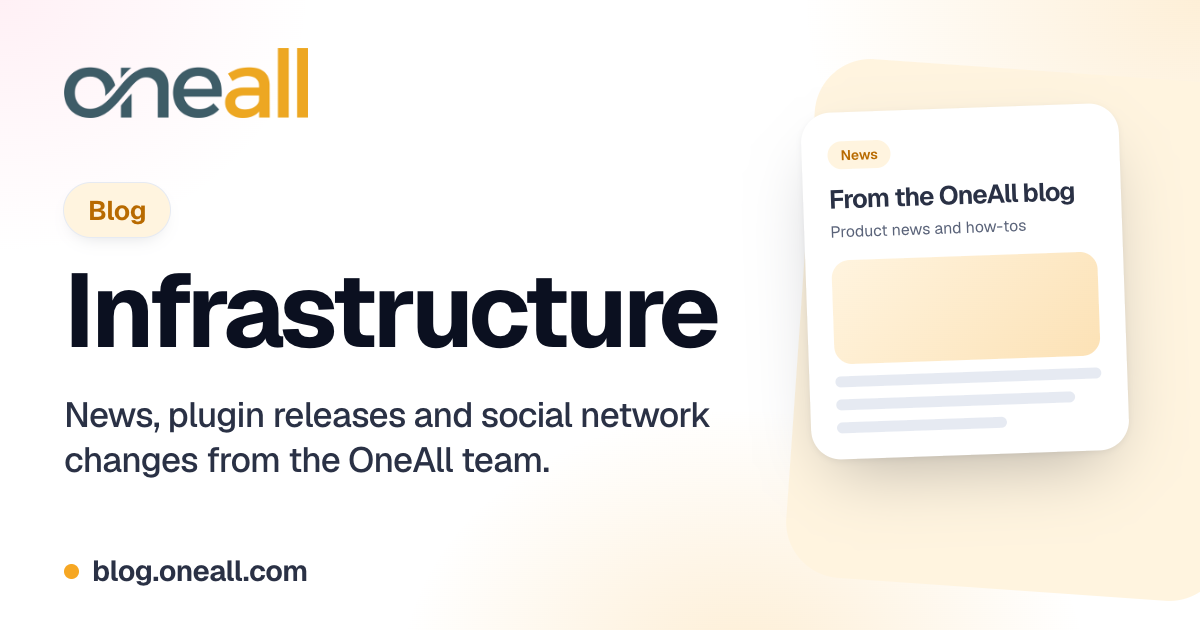 oneall
Blog
Infrastructure
News, plugin releases and social network
changes from the OneAll team.
blog.oneall.com
News
From the OneAll blog
Product news and how-tos